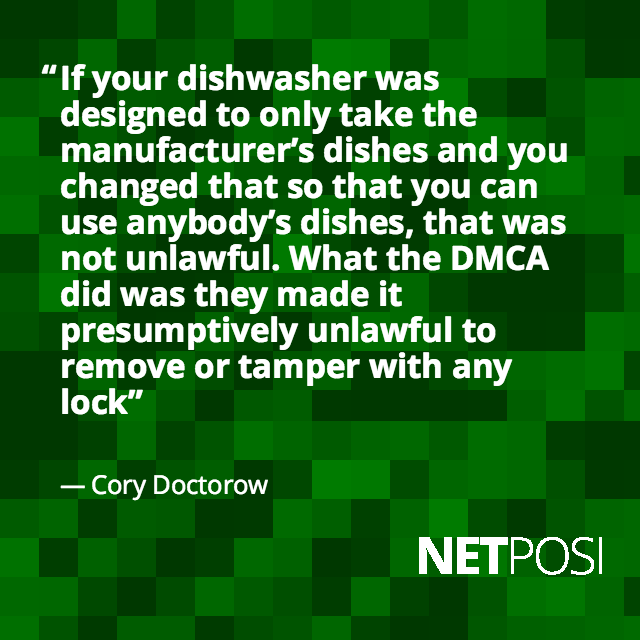 “If your dishwasher was
designed to only take the
manufacturer’s dishes and you
changed that so that you can
use anybody’s dishes, that was
not unlawful. What the DMCA
did was they made it
presumptively unlawful to
remove or tamper with any
lock”
— Cory Doctorow
NETPOSI